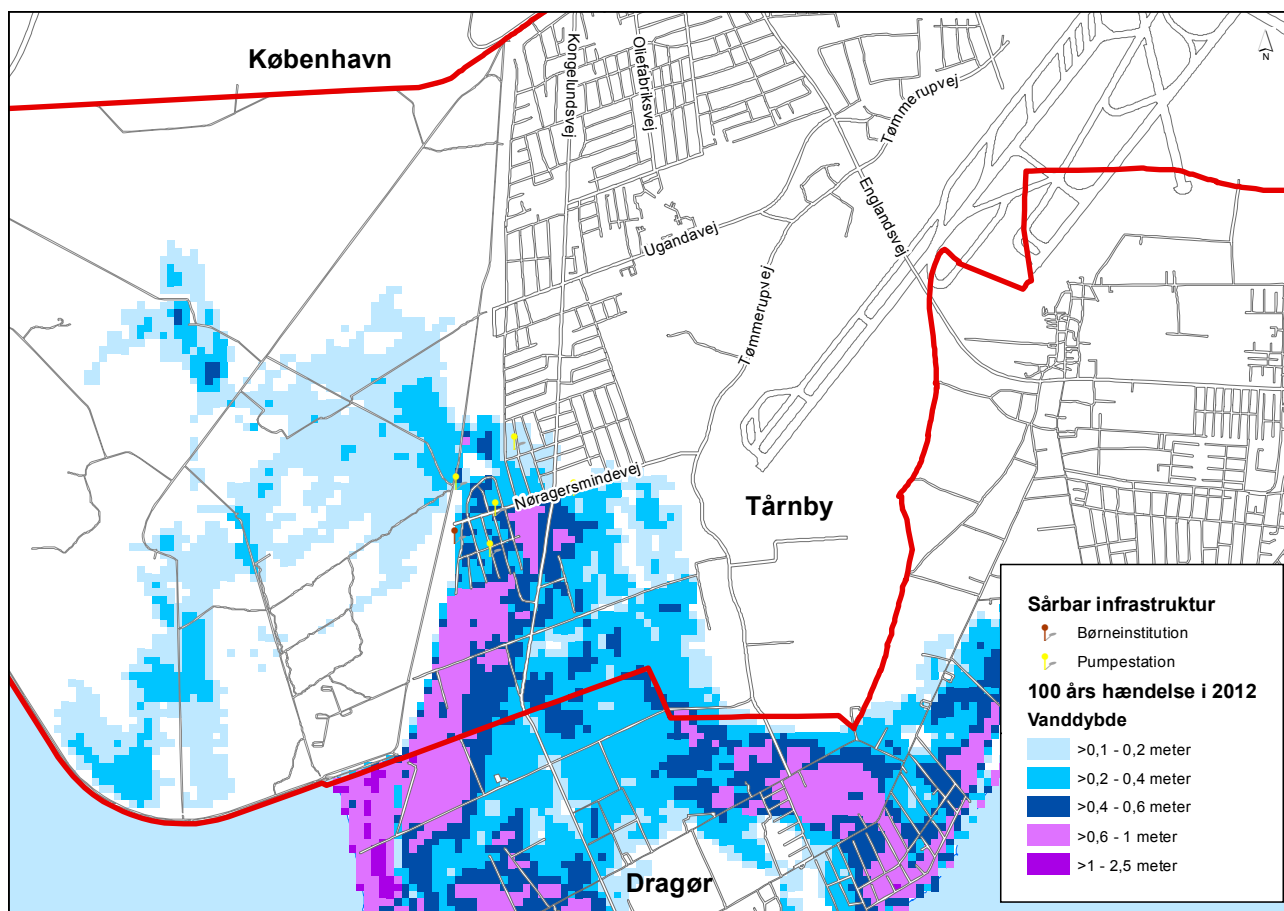 København
Kongelundsvej
Oliefabriksvej
N
Tømmerupvej
Englandsvej
Ugandavej
Tømmerupvej
Nøragersmindevej
Tårnby
Dragør
Sårbar infrastruktur
Børneinstitution
Pumpestation
100 års hændelse i 2012
Vanddybde
>0,1 - 0,2 meter
>0,2 - 0,4 meter
>0,4 - 0,6 meter
>0,6 - 1 meter
>1 - 2,5 meter